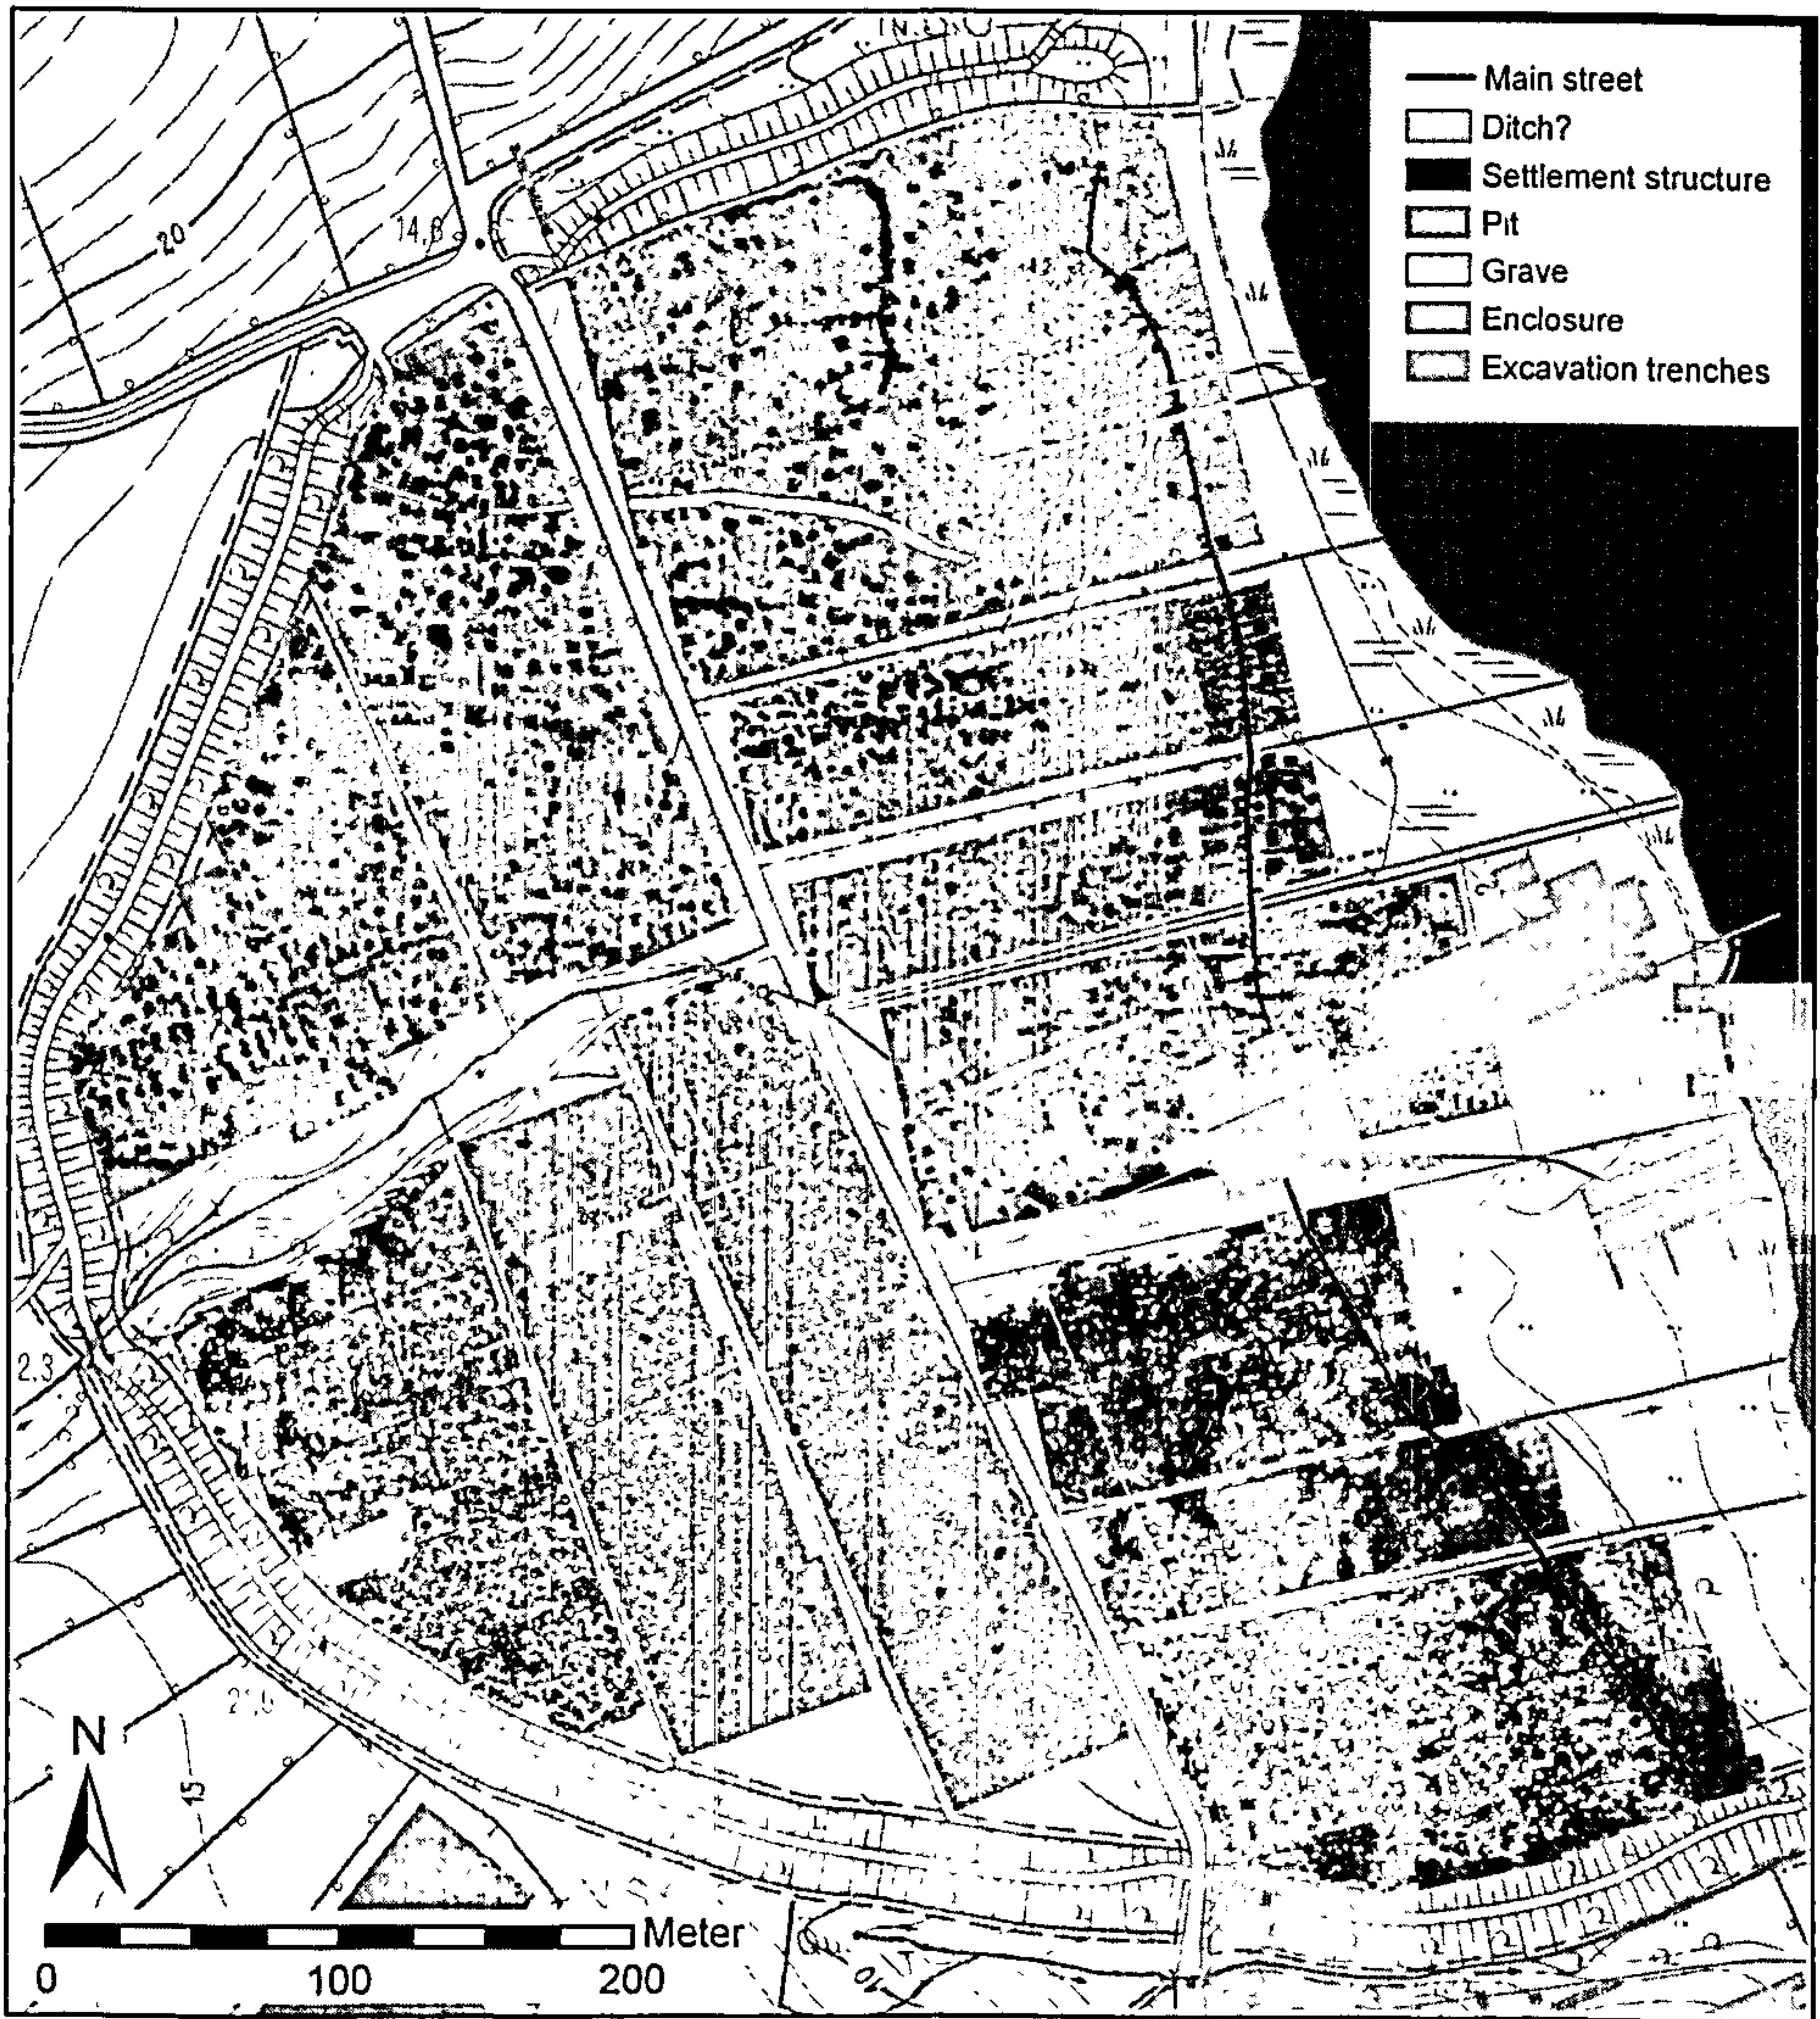 Main street
Ditch?
Settlement structure
Pit
Grave
Enclosure
Excavation trenches
20
14,8
2.3
15
N
Meter
0 100 200